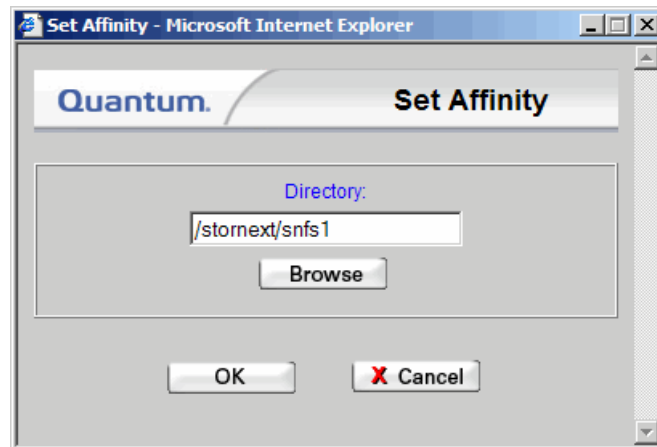 Set Affinity - Microsoft Internet Explorer
Quantum. Set Affinity
Directory:
/stornext/snfs1
Browse
OK X Cancel